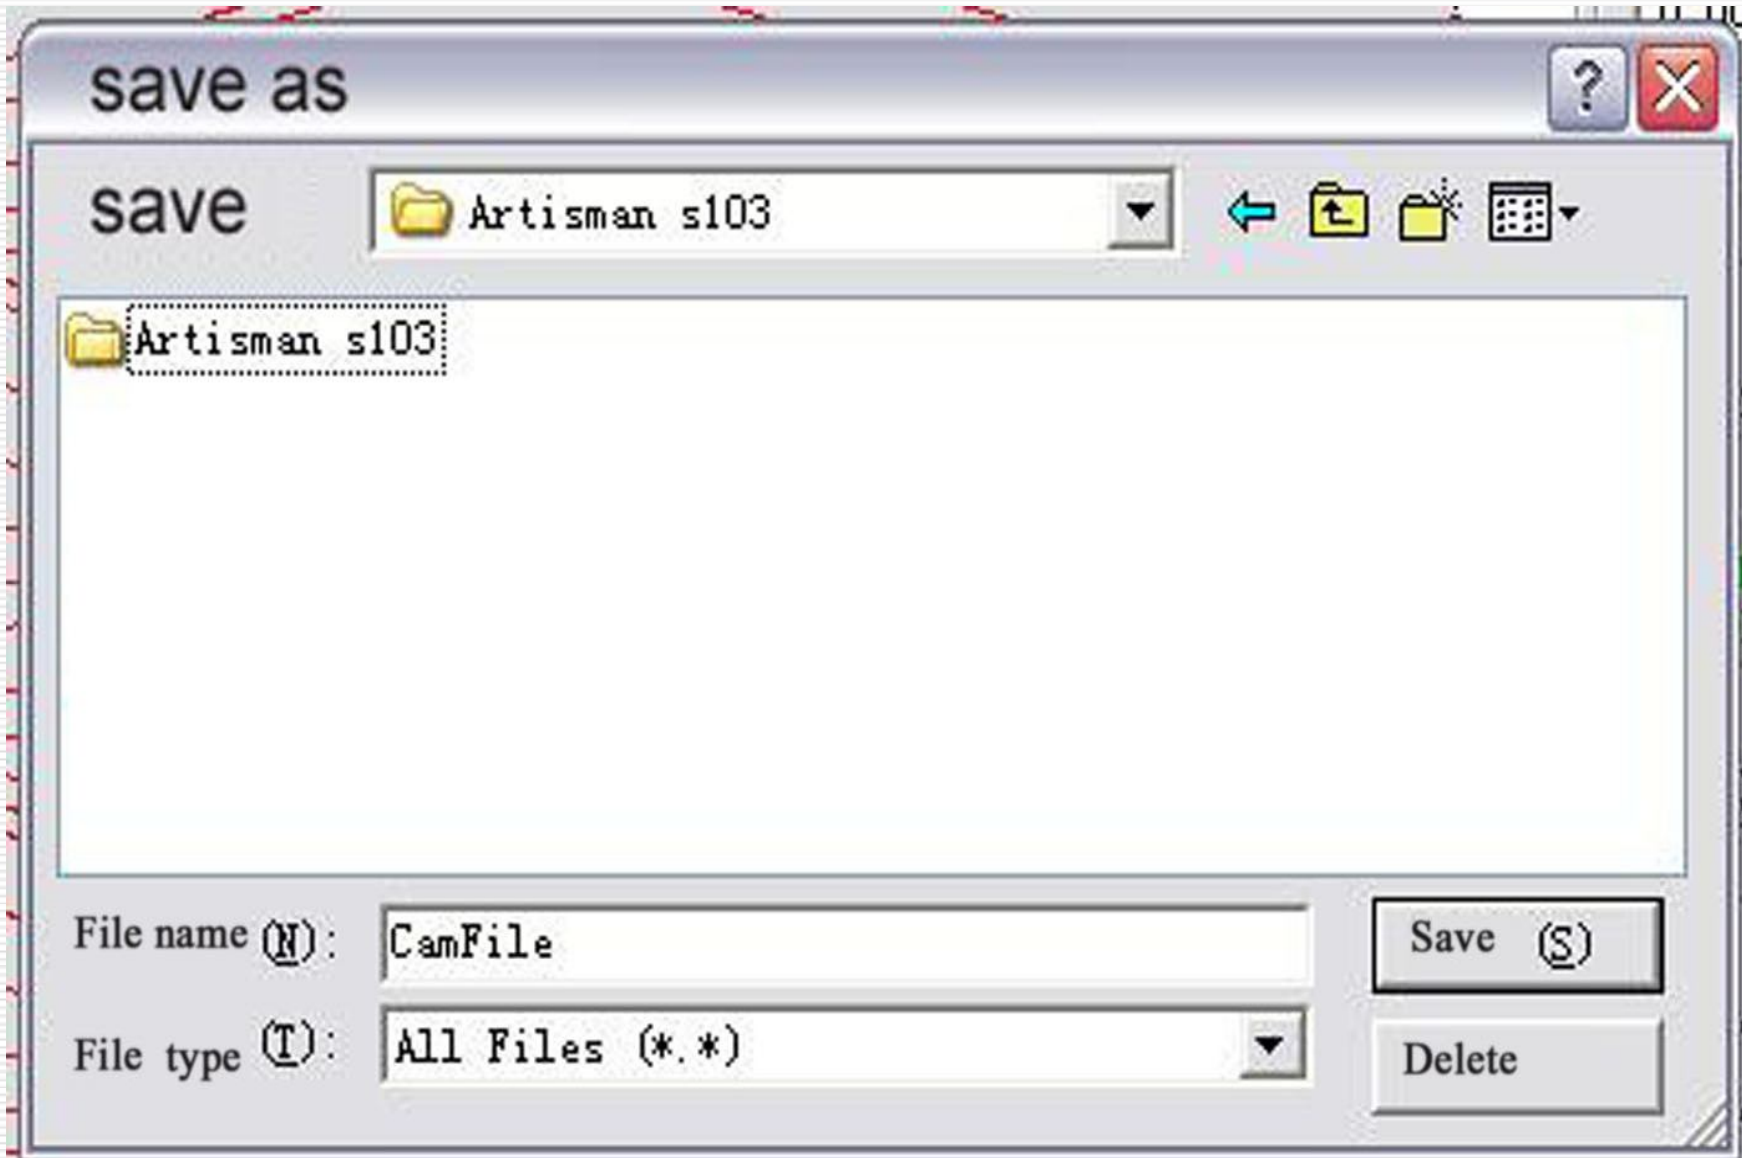 save as
save Artisman s103
Artisman s103
File name (N): CamFile Save (S)
File type (T): All Files (*.*) Delete